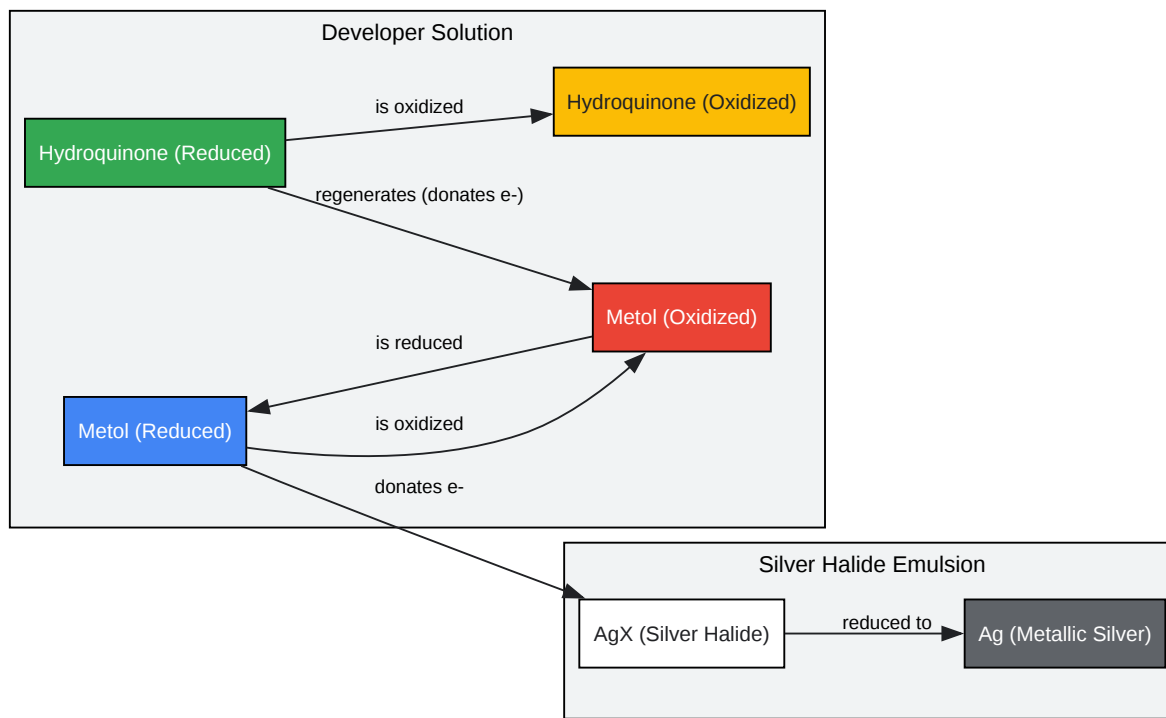 Developer Solution
Hydroquinone (Oxidized)
is oxidized
Hydroquinone (Reduced)
regenerates (donates e-)
Metol (Oxidized)
is reduced
is oxidized
Metol (Reduced)
donates e-
Silver Halide Emulsion
AgX (Silver Halide)
reduced to
Ag (Metallic Silver)